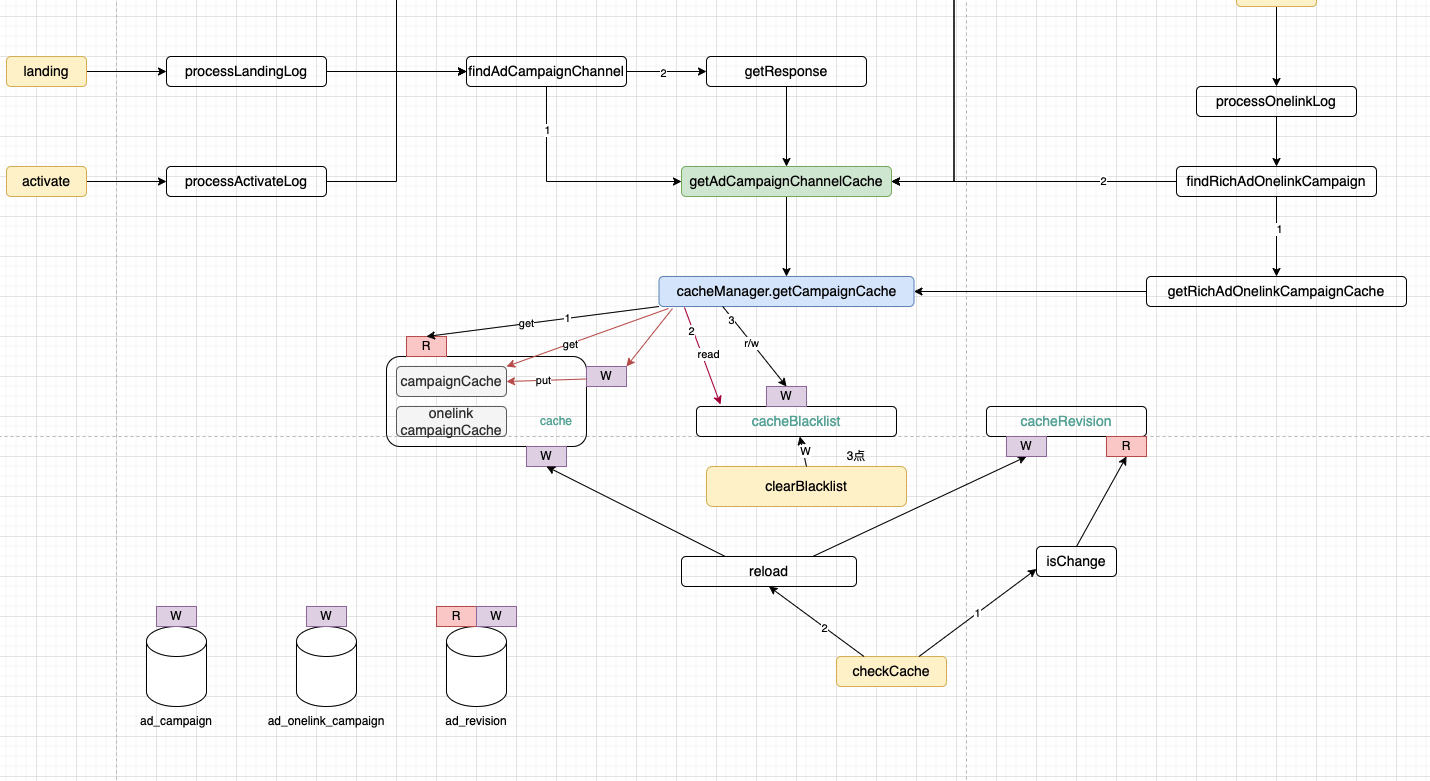 landing
processLandingLog
findAdCampaignChannel
2
getResponse
processOnelinkLog
1
activate
processActivateLog
getAdCampaignChannelCache
2
findRichAdOnelinkCampaign
1
cacheManager.getCampaignCache
getRichAdOnelinkCampaignCache
get
1
2
3
R
get
read
r/w
campaignCache
put
W
W
onelink
campaignCache
cache
cacheBlacklist
cacheRevision
W
W
3点
W
R
clearBlacklist
reload
isChange
2
1
checkCache
W
W
R
W
ad_campaign
ad_onelink_campaign
ad_revision